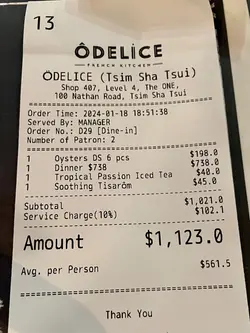 13
ÔDELICE
FRENCH KITCHEN
ÔDELICE (Tsim Sha Tsui)
Shop 407, Level 4, The ONE,
100 Nathan Road, Tsim Sha Tsui
Order Time: 2024-01-18 18:51:38
Served By: MANAGER
Order No.: D29 [Dine-in]
Number of Patron: 2
1 Oysters DS 6 pcs $198.0
1 Dinner $738 $738.0
1 Tropical Passion Iced Tea $40.0
1 Soothing Tisarôm $45.0
Subtotal $1,021.0
Service Charge(10%) $102.1
Amount $1,123.0
Avg. per Person $561.5
Thank You